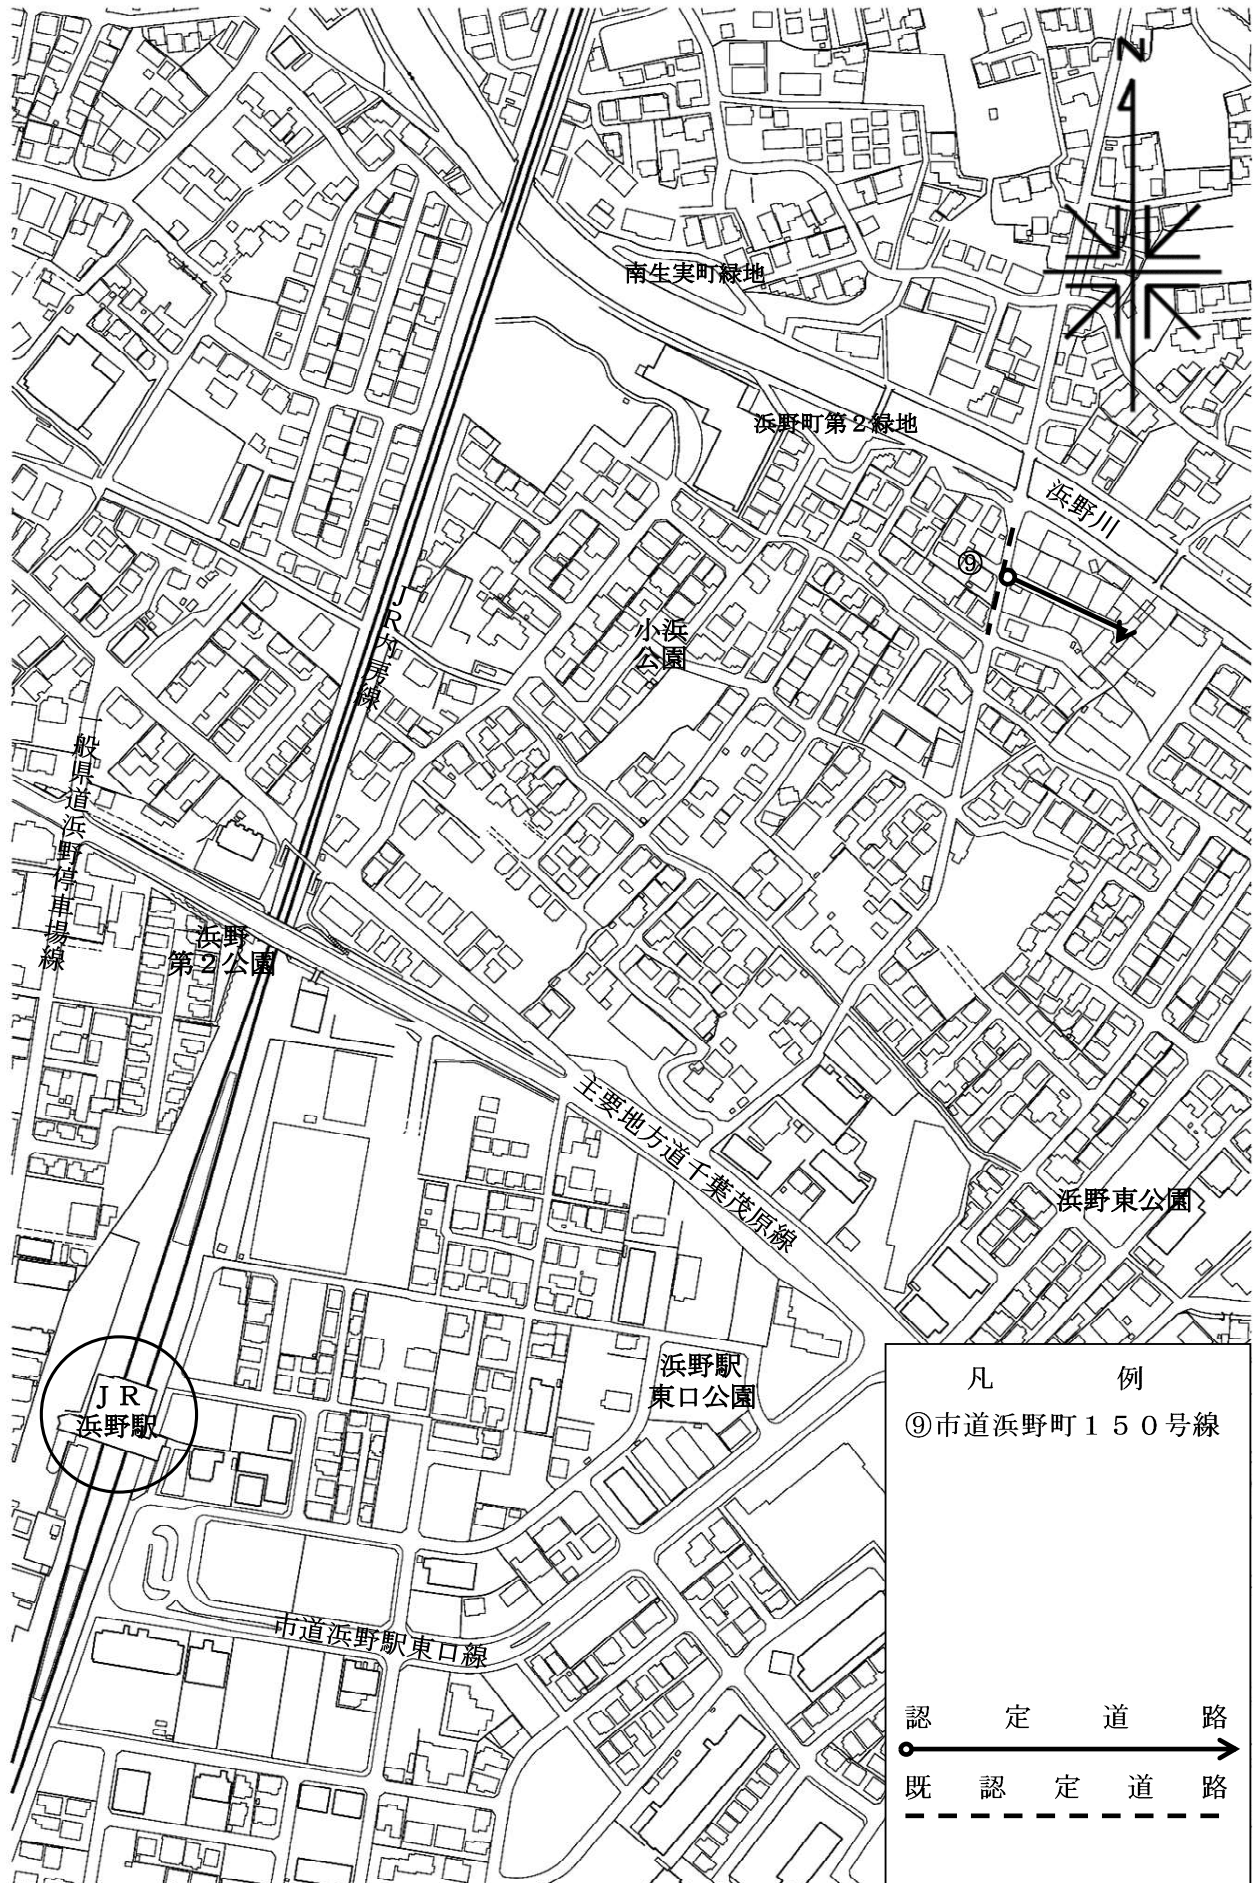 N
南生実町緑地
浜野町第２緑地
浜野川
⑨
ＪＲ内房線
小浜
公園
一般県道浜野停車場線
浜野
第２公園
主要地方道千葉茂原線
浜野東公園
浜野駅
東口公園
ＪＲ
浜野駅
市道浜野駅東口線
凡 例
⑨市道浜野町１５０号線
認 定 道 路
既 認 定 道 路